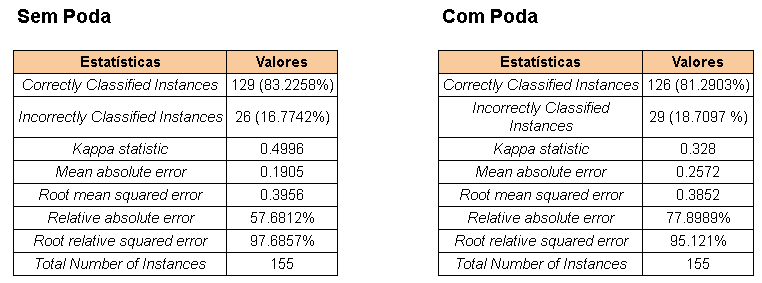 Sem Poda
Estatísticas Valores
Correctly Classified Instances 129 (83.2258%)
Incorrectly Classified Instances 26 (16.7742%)
Kappa statistic 0.4996
Mean absolute error 0.1905
Root mean squared error 0.3956
Relative absolute error 57.6812%
Root relative squared error 97.6857%
Total Number of Instances 155
Com Poda
Estatísticas Valores
Correctly Classified Instances 126 (81.2903%)
Incorrectly Classified
Instances 29 (18.7097 %)
Kappa statistic 0.328
Mean absolute error 0.2572
Root mean squared error 0.3852
Relative absolute error 77.8989%
Root relative squared error 95.121%
Total Number of Instances 155